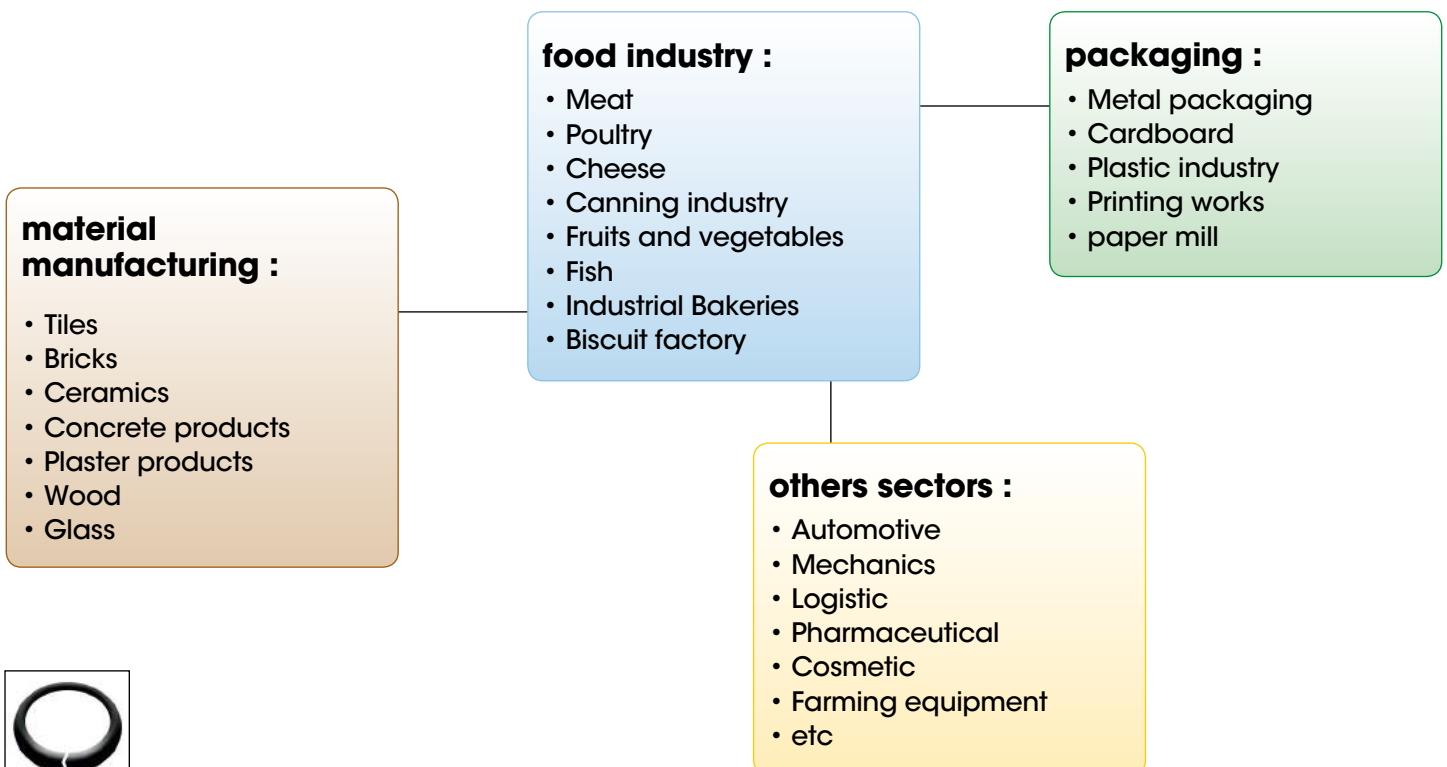 material
manufacturing :
• Tiles
• Bricks
• Ceramics
• Concrete products
• Plaster products
• Wood
• Glass
food industry :
• Meat
• Poultry
• Cheese
• Canning industry
• Fruits and vegetables
• Fish
• Industrial Bakeries
• Biscuit factory
packaging :
• Metal packaging
• Cardboard
• Plastic industry
• Printing works
• paper mill
others sectors :
• Automotive
• Mechanics
• Logistic
• Pharmaceutical
• Cosmetic
• Farming equipment
• etc